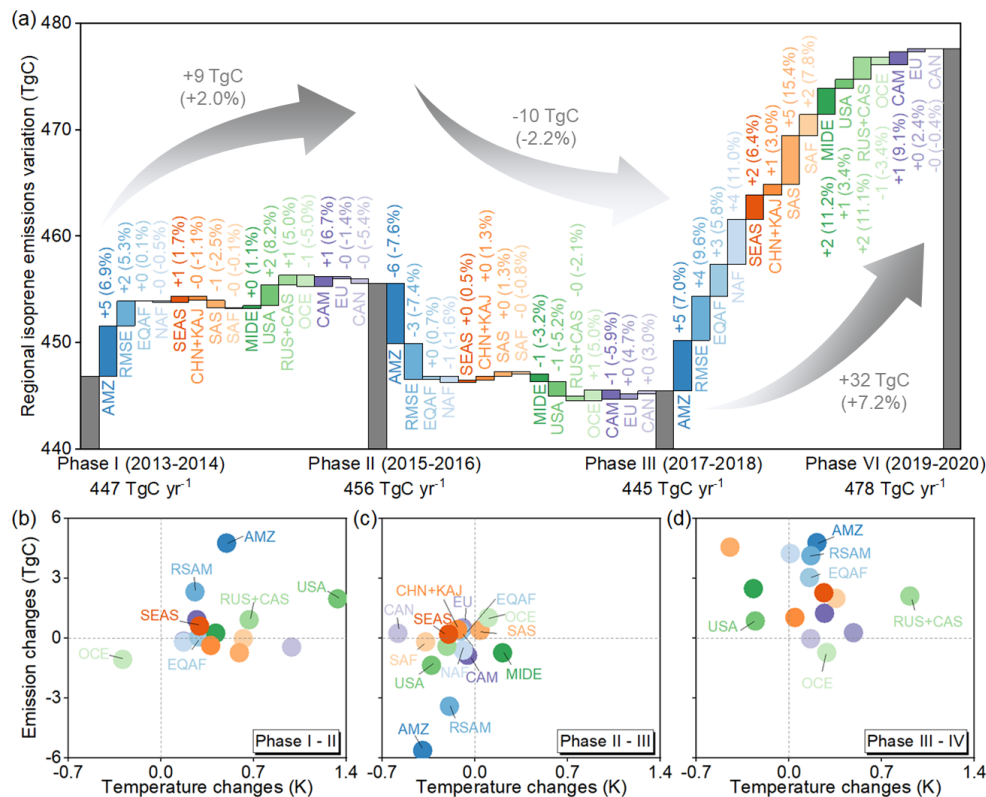 (a)
Regional isoprene emissions variation (TgC)
480
470
460
450
440
+9 TgC
(+2.0%)
-10 TgC
(-2.2%)
+32 TgC
(+7.2%)
AMZ +5 (6.9%)
RMSE +2 (5.3%)
EQAF +0 (0.1%)
NAF -0 (-0.5%)
SEAS +1 (1.7%)
CHN+KAJ -0 (-1.1%)
SAS -1 (-2.5%)
SAF -0 (-0.1%)
MIDE +0 (1.1%)
USA +2 (8.2%)
RUS+CAS +1 (5.0%)
OCE -1 (-5.0%)
CAM +1 (6.7%)
EU -0 (-1.4%)
CAN -0 (-5.4%)
AMZ -6 (-7.6%)
RMSE -3 (-7.4%)
EQAF +0 (0.7%)
NAF -1 (-1.6%)
SEAS +0 (0.5%)
CHN+KAJ +0 (1.3%)
SAS +0 (1.3%)
SAF -0 (-0.8%)
MIDE -1 (-3.2%)
USA -1 (-5.2%)
RUS+CAS -0 (-2.1%)
OCE +1 (5.0%)
CAM -1 (-5.9%)
EU +0 (4.7%)
CAN +0 (3.0%)
AMZ +5 (7.0%)
RMSE +4 (9.6%)
EQAF +3 (5.8%)
NAF +4 (11.0%)
SEAS +2 (6.4%)
CHN+KAJ +1 (3.0%)
SAS +5 (15.4%)
SAF +2 (7.8%)
+2 (11.2%) MIDE
+1 (3.4%) USA
+2 (11.1%) RUS+CAS
-1 (-3.4%) OCE
+1 (9.1%) CAM
+0 (2.4%) EU
-0 (-0.4%) CAN
Phase I (2013-2014)
447 TgC yr-1
Phase II (2015-2016)
456 TgC yr-1
Phase III (2017-2018)
445 TgC yr-1
Phase VI (2019-2020)
478 TgC yr-1
(b)
Emission changes (TgC)
6
3
0
-3
-6
AMZ
RSAM
USA
RUS+CAS
SEAS
EQAF
OCE
Phase I - II
-0.7 0.0 0.7 1.4
Temperature changes (K)
(c)
CHN+KAJ
EU
EQAF
CAN
OCE
SEAS
SAS
SAF
NAF
CAM
MIDE
USA
RSAM
AMZ
Phase II - III
-0.7 0.0 0.7 1.4
Temperature changes (K)
(d)
AMZ
RSAM
EQAF
USA
RUS+CAS
OCE
Phase III - IV
-0.7 0.0 0.7 1.4
Temperature changes (K)